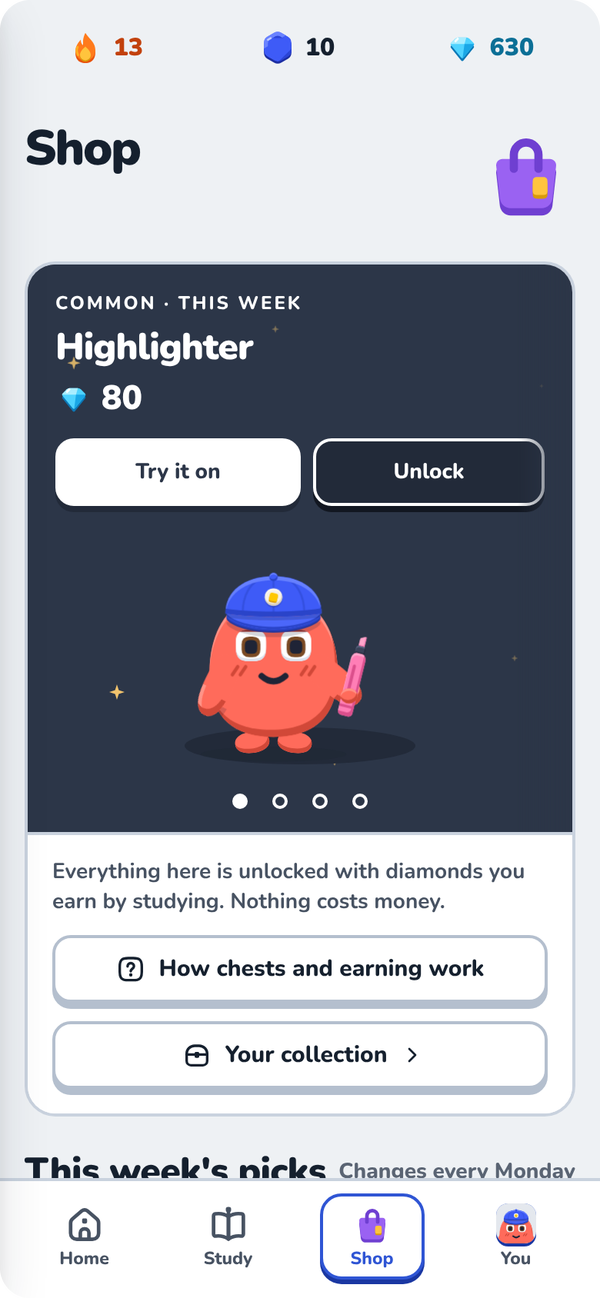 13
10
630
Shop
COMMON · THIS WEEK
Highlighter
80
Try it on
Unlock
Everything here is unlocked with diamonds you
earn by studying. Nothing costs money.
How chests and earning work
Your collection
This week's picks
Changes every Monday
Home
Study
Shop
You